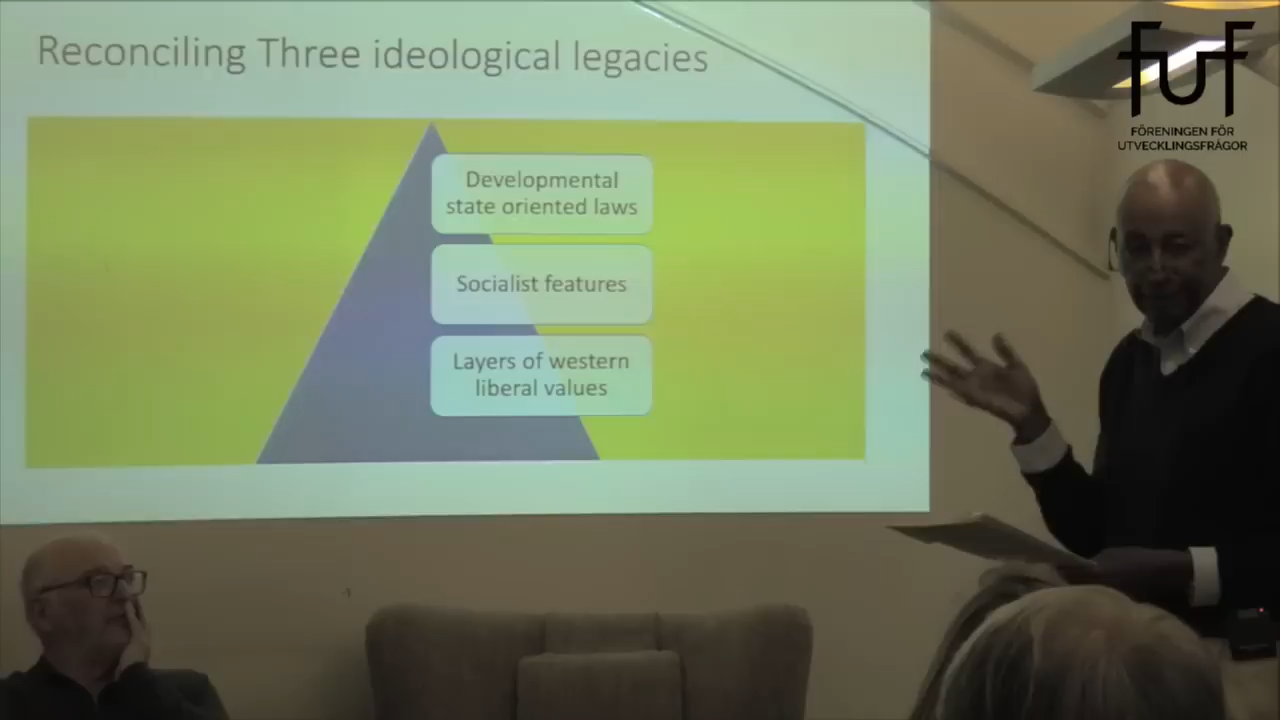 Reconciling Three ideological legacies
Developmental
state oriented laws
Socialist features
Layers of western
liberal values
fuf
FÖRENINGEN FÖR
UTVECKLINGSFRÅGOR